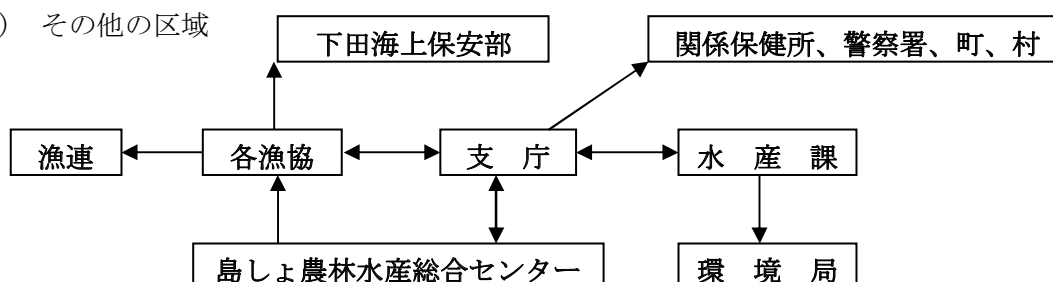 ） その他の区域
下田海上保安部
関係保健所、警察署、町、村
漁連
各漁協
支 庁
水 産 課
島しょ農林水産総合センター
環 境 局